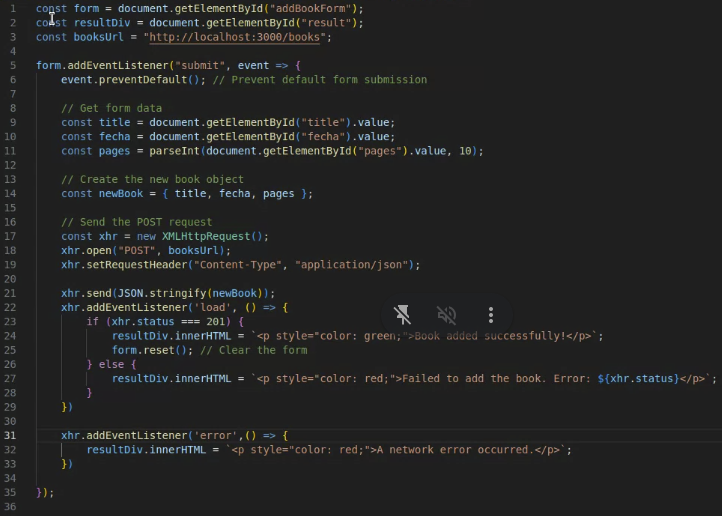 1 const form = document.getElementById("addBookForm");
2 const resultDiv = document.getElementById("result");
3 const booksUrl = "http://localhost:3000/books";
4
5 form.addEventListener("submit", event => {
6     event.preventDefault(); // Prevent default form submission
7
8     // Get form data
9     const title = document.getElementById("title").value;
10     const fecha = document.getElementById("fecha").value;
11     const pages = parseInt(document.getElementById("pages").value, 10);
12
13     // Create the new book object
14     const newBook = { title, fecha, pages };
15
16     // Send the POST request
17     const xhr = new XMLHttpRequest();
18     xhr.open("POST", booksUrl);
19     xhr.setRequestHeader("Content-Type", "application/json");
20
21     xhr.send(JSON.stringify(newBook));
22     xhr.addEventListener('load', () => {
23         if (xhr.status === 201) {
24             resultDiv.innerHTML = `<p style="color: green;">Book added successfully!</p>`;
25             form.reset(); // Clear the form
26         } else {
27             resultDiv.innerHTML = `<p style="color: red;">Failed to add the book. Error: ${xhr.status}</p>`;
28         }
29     })
30
31     xhr.addEventListener('error',() => {
32         resultDiv.innerHTML = `<p style="color: red;">A network error occurred.</p>`;
33     })
34
35 });
36